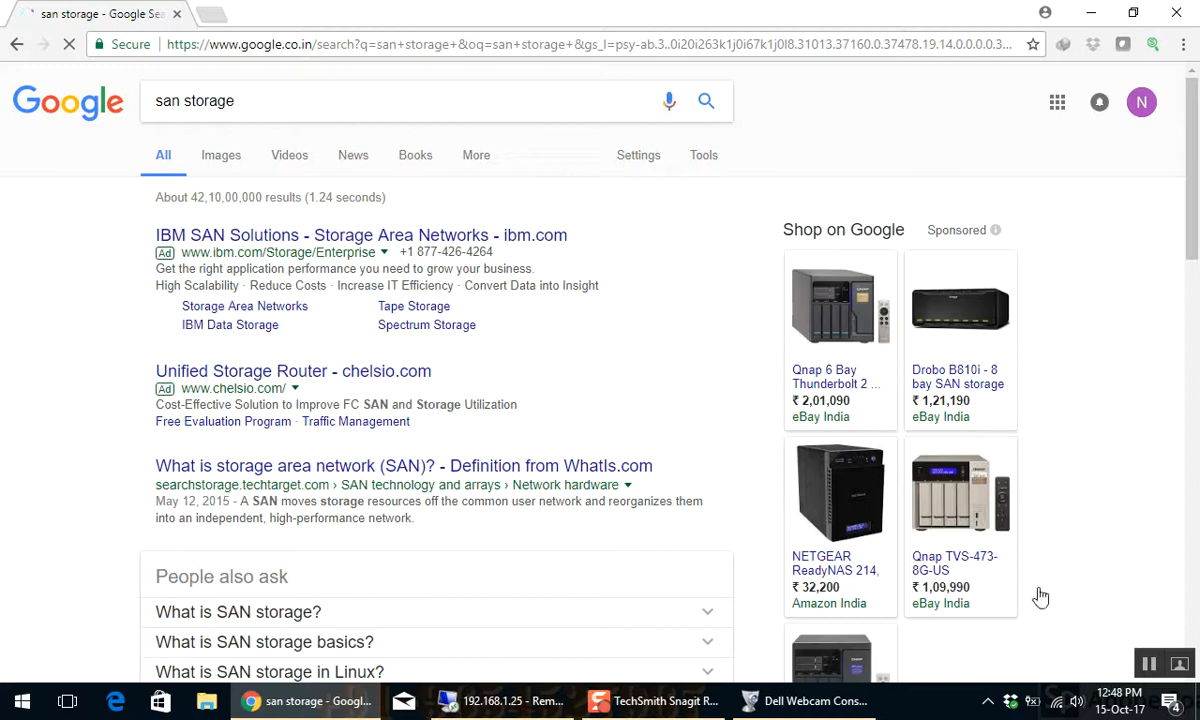 san storage - Google Sea
Secure
https://www.google.co.in/search?q=san+storage+&oq=san+storage+&gs_l=psy-ab.3..0i20i263k1j0i67k1j0l8.31013.37160.0.37478.19.14.0.0.0.0.3...
Google
san storage
N
All
Images
Videos
News
Books
More
Settings
Tools
About 42,10,00,000 results (1.24 seconds)
IBM SAN Solutions - Storage Area Networks - ibm.com
Ad www.ibm.com/Storage/Enterprise +1 877-426-4264
Get the right application performance you need to grow your business.
High Scalability · Reduce Costs · Increase IT Efficiency · Convert Data into Insight
Storage Area Networks
Tape Storage
IBM Data Storage
Spectrum Storage
Unified Storage Router - chelsio.com
Ad www.chelsio.com/
Cost-Effective Solution to Improve FC SAN and Storage Utilization
Free Evaluation Program · Traffic Management
What is storage area network (SAN)? - Definition from WhatIs.com
searchstorage.techtarget.com › SAN technology and arrays › Network hardware
May 12, 2015 - A SAN moves storage resources off the common user network and reorganizes them
into an independent, high-performance network.
People also ask
What is SAN storage?
What is SAN storage basics?
What is SAN storage in Linux?
Shop on Google
Sponsored
Qnap 6 Bay
Thunderbolt 2 ...
₹ 2,01,090
eBay India
Drobo B810i - 8
bay SAN storage
₹ 1,21,190
eBay India
NETGEAR
ReadyNAS 214,
₹ 32,200
Amazon India
Qnap TVS-473-
8G-US
₹ 1,09,990
eBay India
san storage - Googl...
192.168.1.25 - Rem...
TechSmith Snagit R...
Dell Webcam Cons...
12:48 PM
15-Oct-17
4